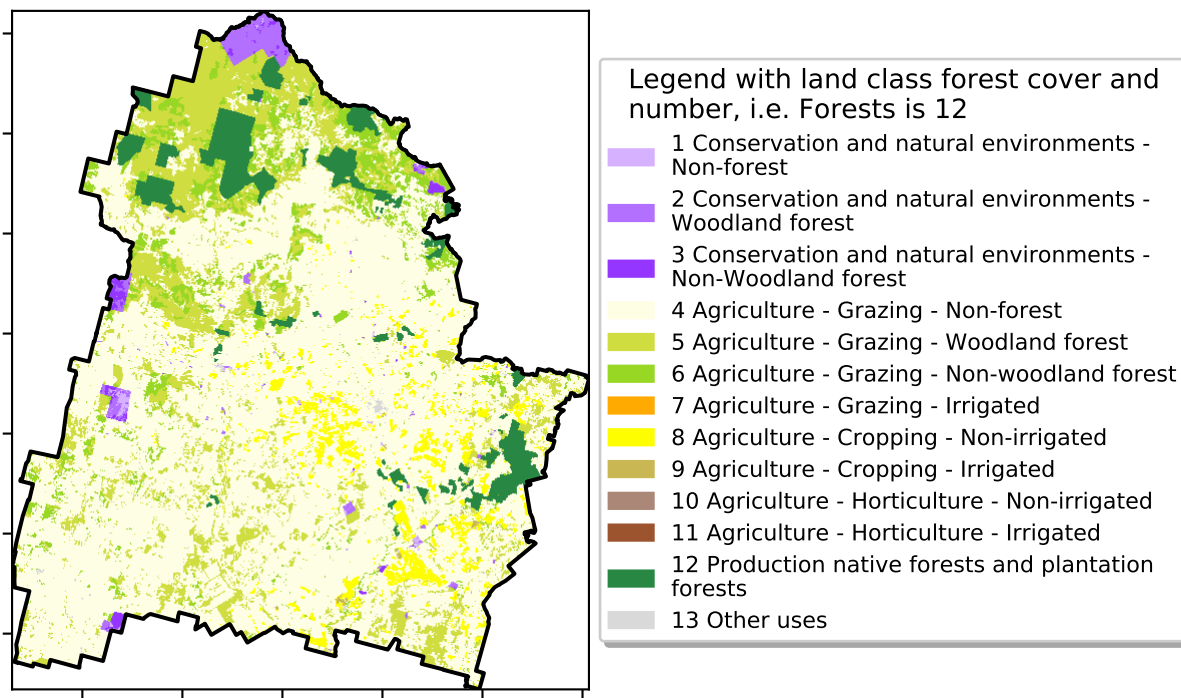 Legend with land class forest cover and
number, i.e. Forests is 12
1 Conservation and natural environments -
Non-forest
2 Conservation and natural environments -
Woodland forest
3 Conservation and natural environments -
Non-Woodland forest
4 Agriculture - Grazing - Non-forest
5 Agriculture - Grazing - Woodland forest
6 Agriculture - Grazing - Non-woodland forest
7 Agriculture - Grazing - Irrigated
8 Agriculture - Cropping - Non-irrigated
9 Agriculture - Cropping - Irrigated
10 Agriculture - Horticulture - Non-irrigated
11 Agriculture - Horticulture - Irrigated
12 Production native forests and plantation
forests
13 Other uses